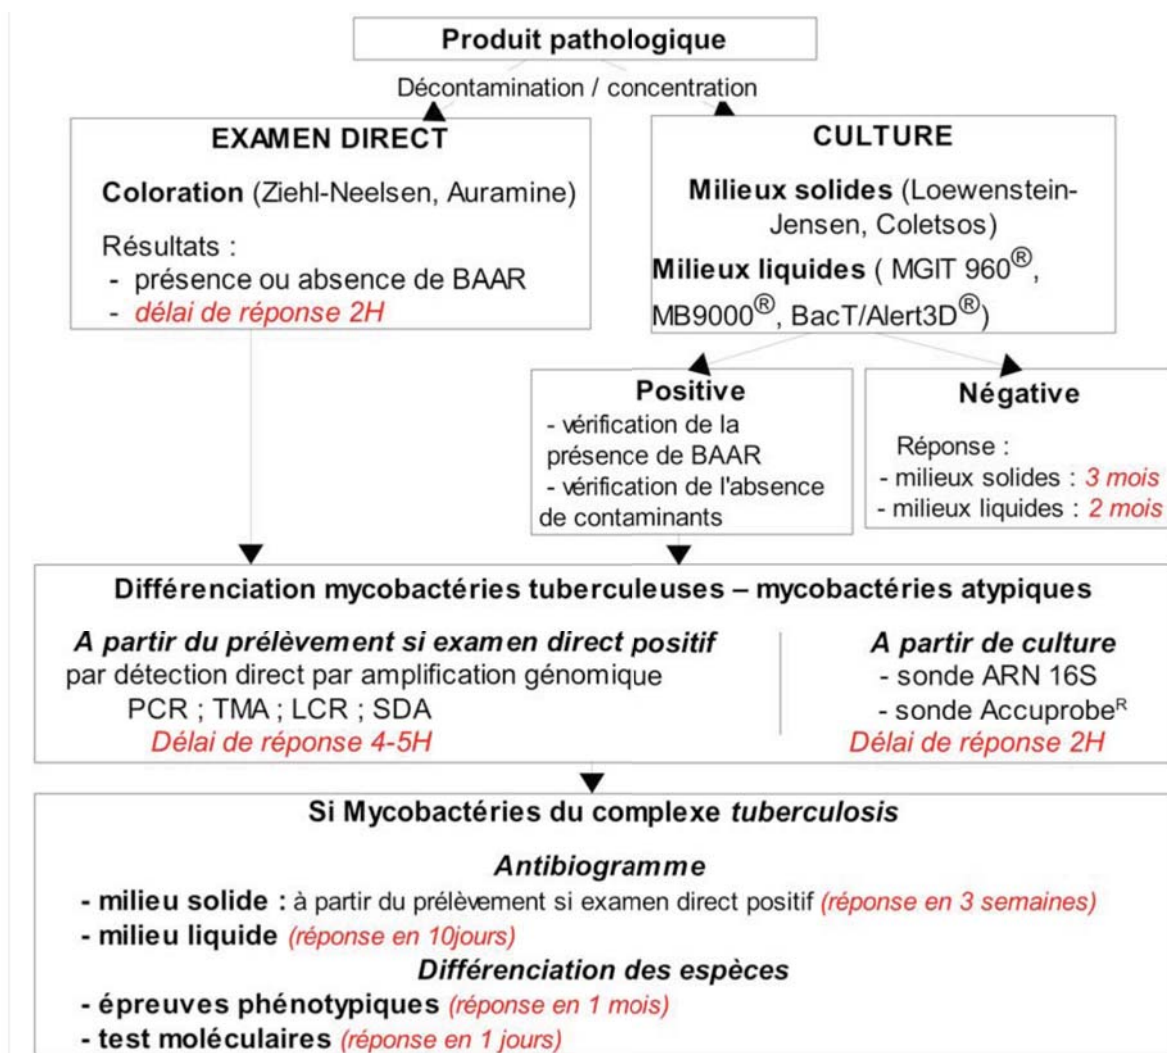 Produit pathologique
Décontamination / concentration
EXAMEN DIRECT
Coloration (Ziehl-Neelsen, Auramine)
Résultats :
- présence ou absence de BAAR
- délai de réponse 2H
CULTURE
Milieux solides (Loewenstein-
Jensen, Coletsos)
Milieux liquides ( MGIT 960®,
MB9000®, BacT/Alert3D®)
Positive
- vérification de la
présence de BAAR
- vérification de l'absence
de contaminants
Négative
Réponse :
- milieux solides : 3 mois
- milieux liquides : 2 mois
Différenciation mycobactéries tuberculeuses – mycobactéries atypiques
A partir du prélèvement si examen direct positif
par détection direct par amplification génomique
PCR ; TMA ; LCR ; SDA
Délai de réponse 4-5H
A partir de culture
- sonde ARN 16S
- sonde Accuprobeᴿ
Délai de réponse 2H
Si Mycobactéries du complexe tuberculosis
Antibiogramme
- milieu solide : à partir du prélèvement si examen direct positif (réponse en 3 semaines)
- milieu liquide (réponse en 10jours)
Différenciation des espèces
- épreuves phénotypiques (réponse en 1 mois)
- test moléculaires (réponse en 1 jours)